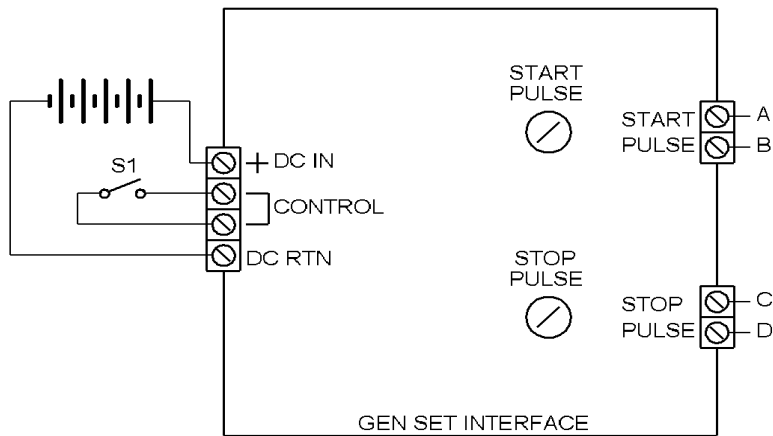 START
PULSE
START
PULSE
A
B
S1
+ DC IN
CONTROL
DC RTN
STOP
PULSE
STOP
PULSE
C
D
GEN SET INTERFACE